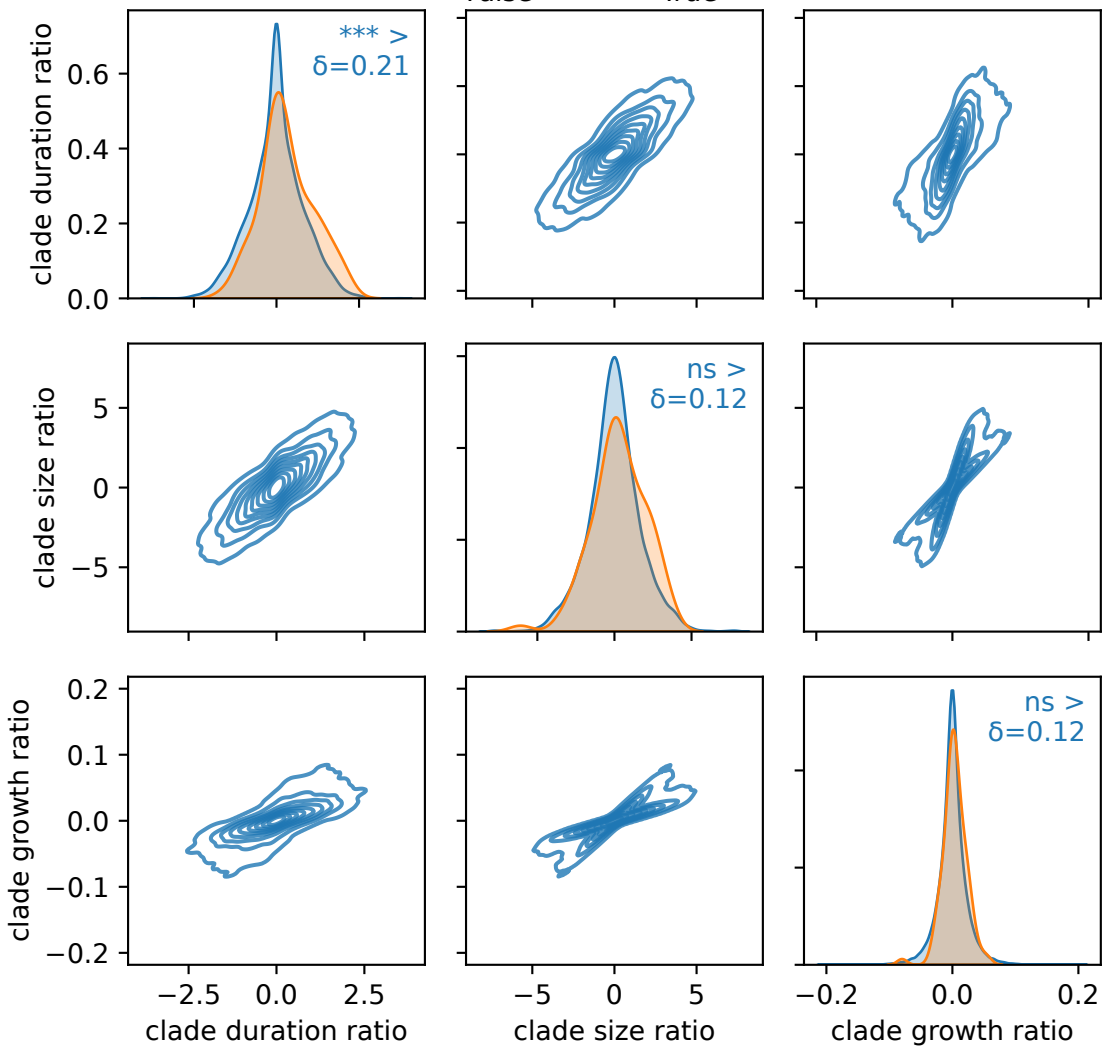 *** >
δ=0.21
clade duration ratio
0.6
0.4
0.2
0.0
ns >
δ=0.12
clade size ratio
5
0
−5
ns >
δ=0.12
clade growth ratio
0.2
0.1
0.0
−0.1
−0.2
−2.5 0.0 2.5
−5 0 5
−0.2 0.0 0.2
clade duration ratio
clade size ratio
clade growth ratio